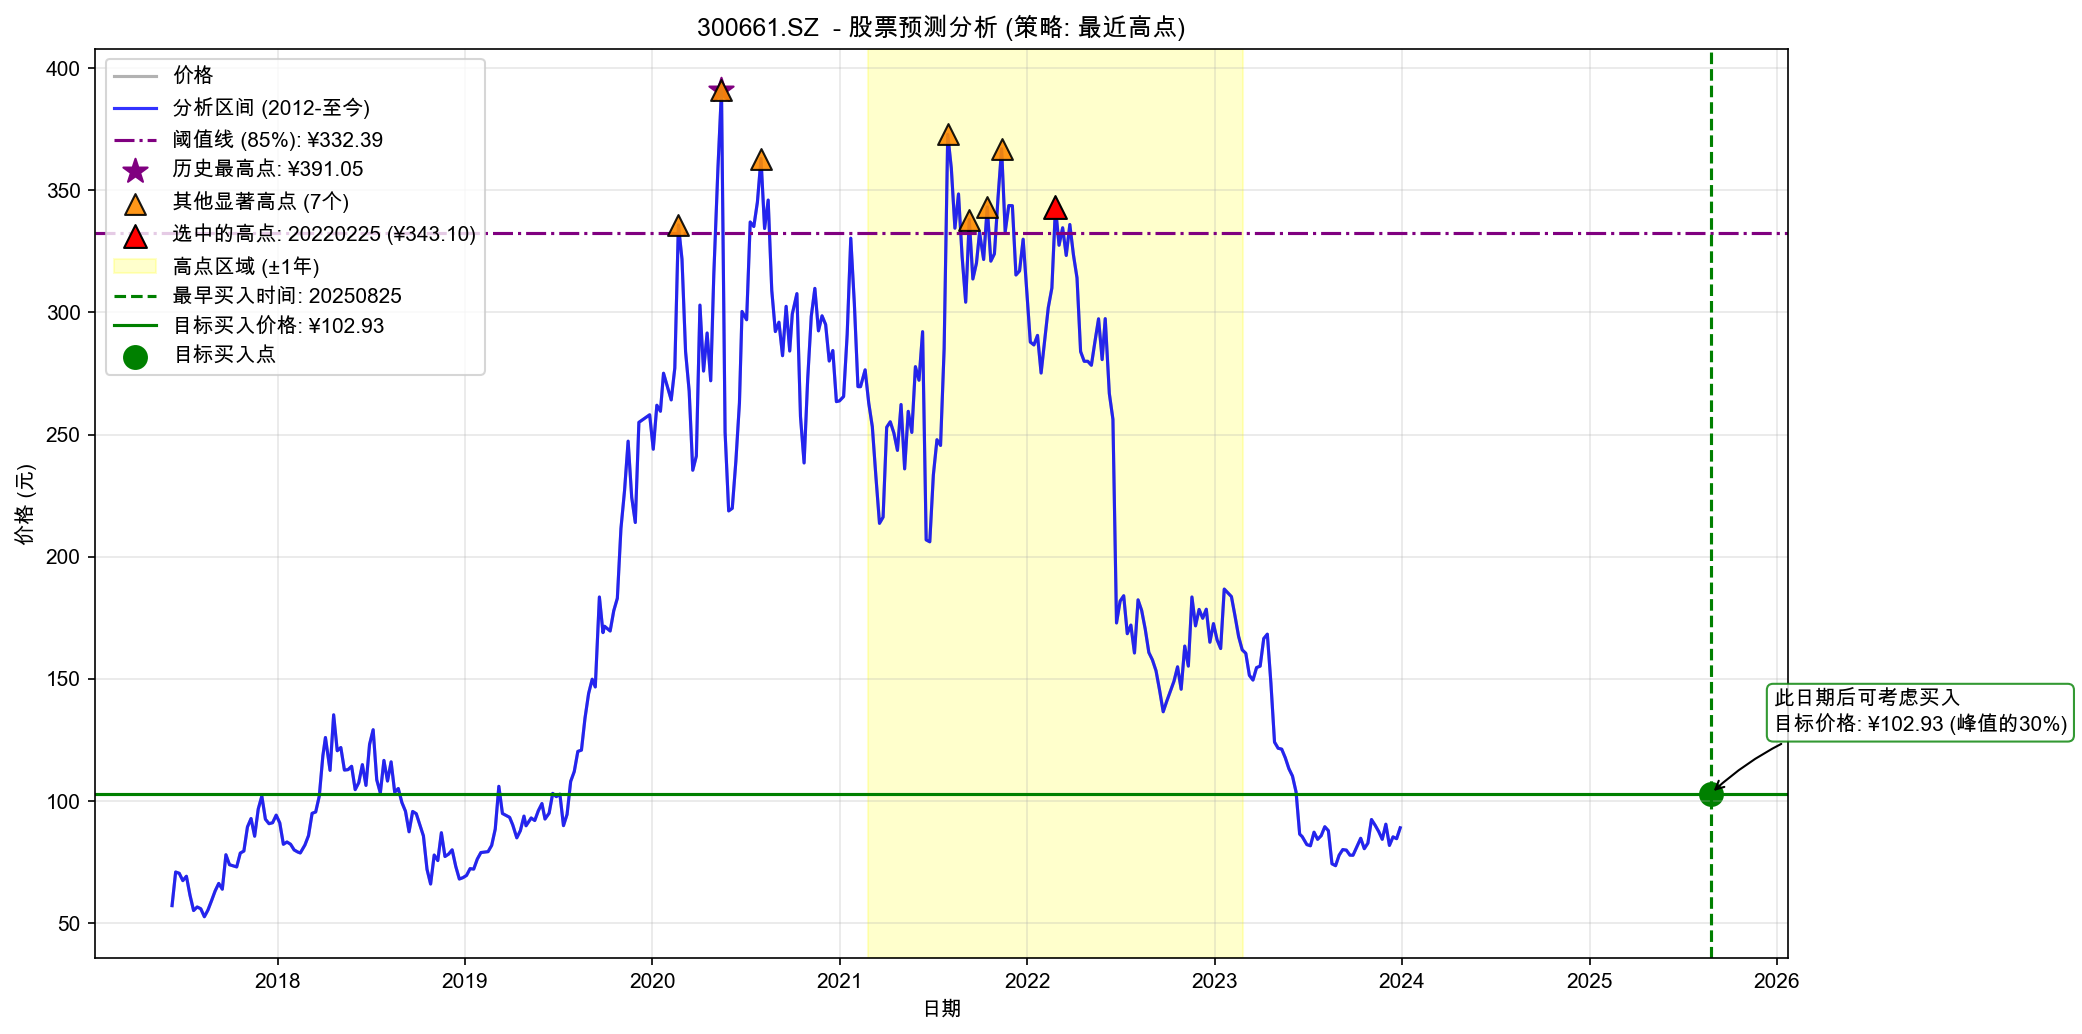 300661.SZ - 股票预测分析 (策略: 最近高点)
价格
分析区间 (2012-至今)
阈值线 (85%): ¥332.39
历史最高点: ¥391.05
其他显著高点 (7个)
选中的高点: 20220225 (¥343.10)
高点区域 (±1年)
最早买入时间: 20250825
目标买入价格: ¥102.93
目标买入点
价格 (元)
400
350
300
250
200
150
100
50
此日期后可考虑买入
目标价格: ¥102.93 (峰值的30%)
2018 2019 2020 2021 2022 2023 2024 2025 2026
日期